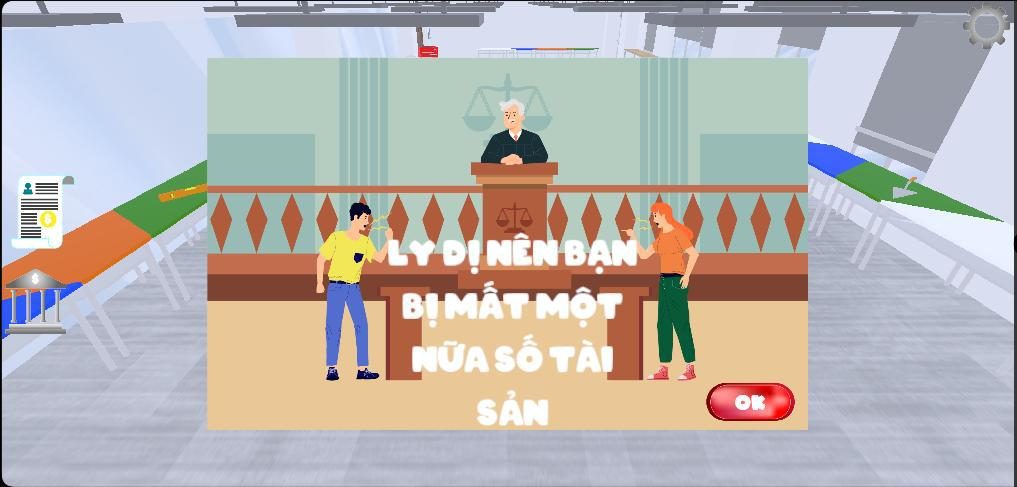 LY DỊ NÊN BẠN
BỊ MẤT MỘT
NỮA SỐ TÀI
SẢN
OK